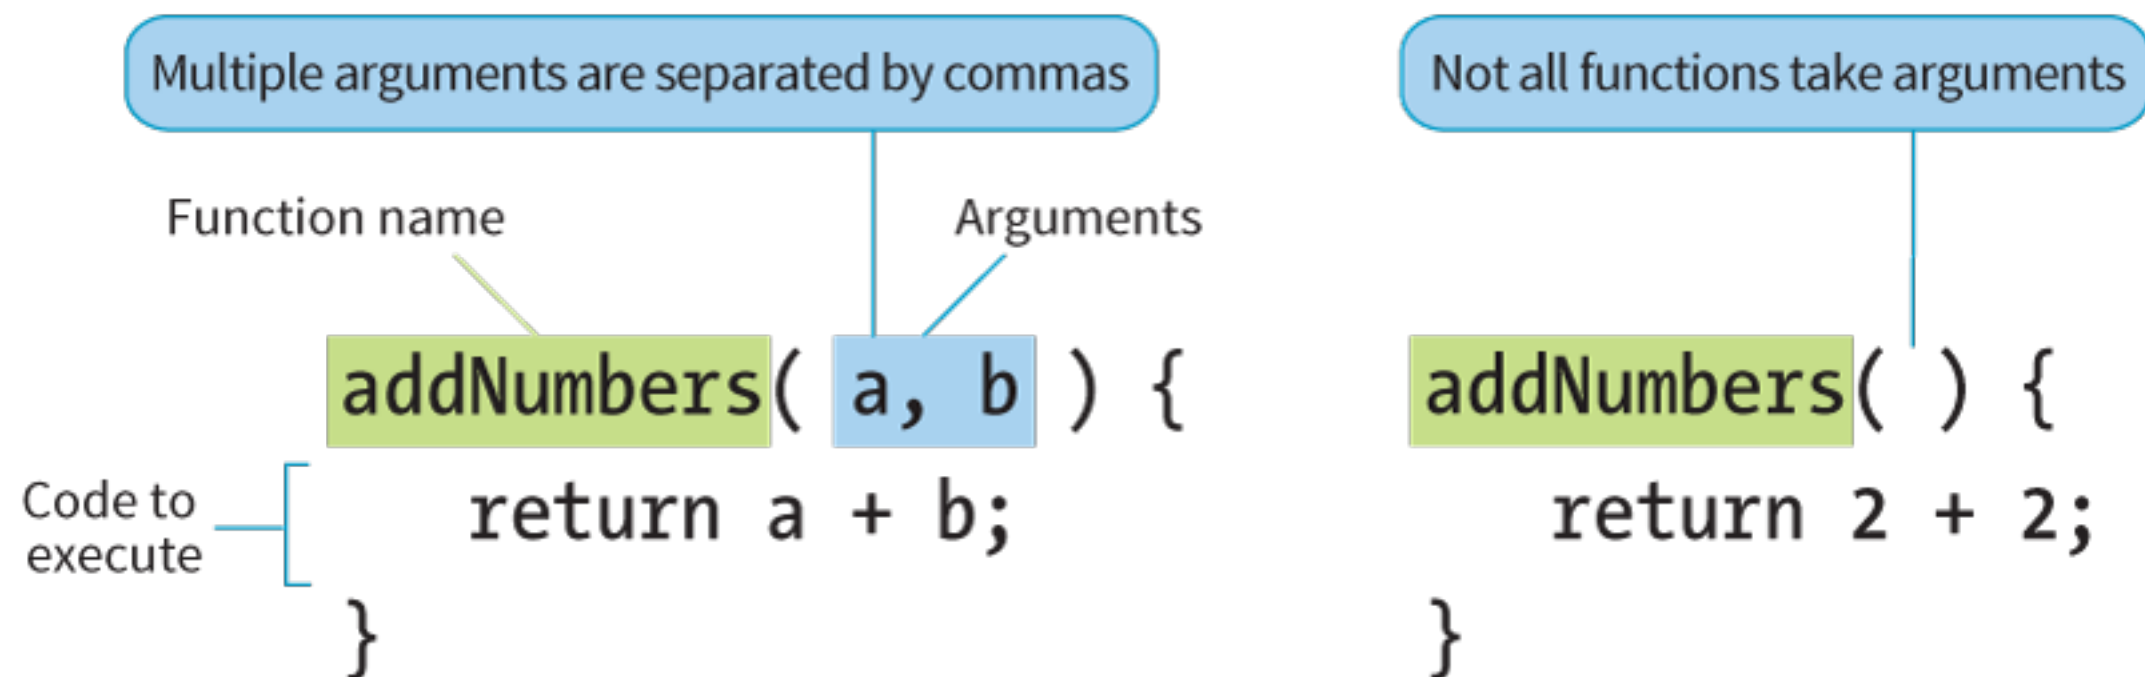 Multiple arguments are separated by commas
Not all functions take arguments
Function name
Arguments
addNumbers( a, b ) {
return a + b;
}
Code to
execute
addNumbers( ) {
return 2 + 2;
}